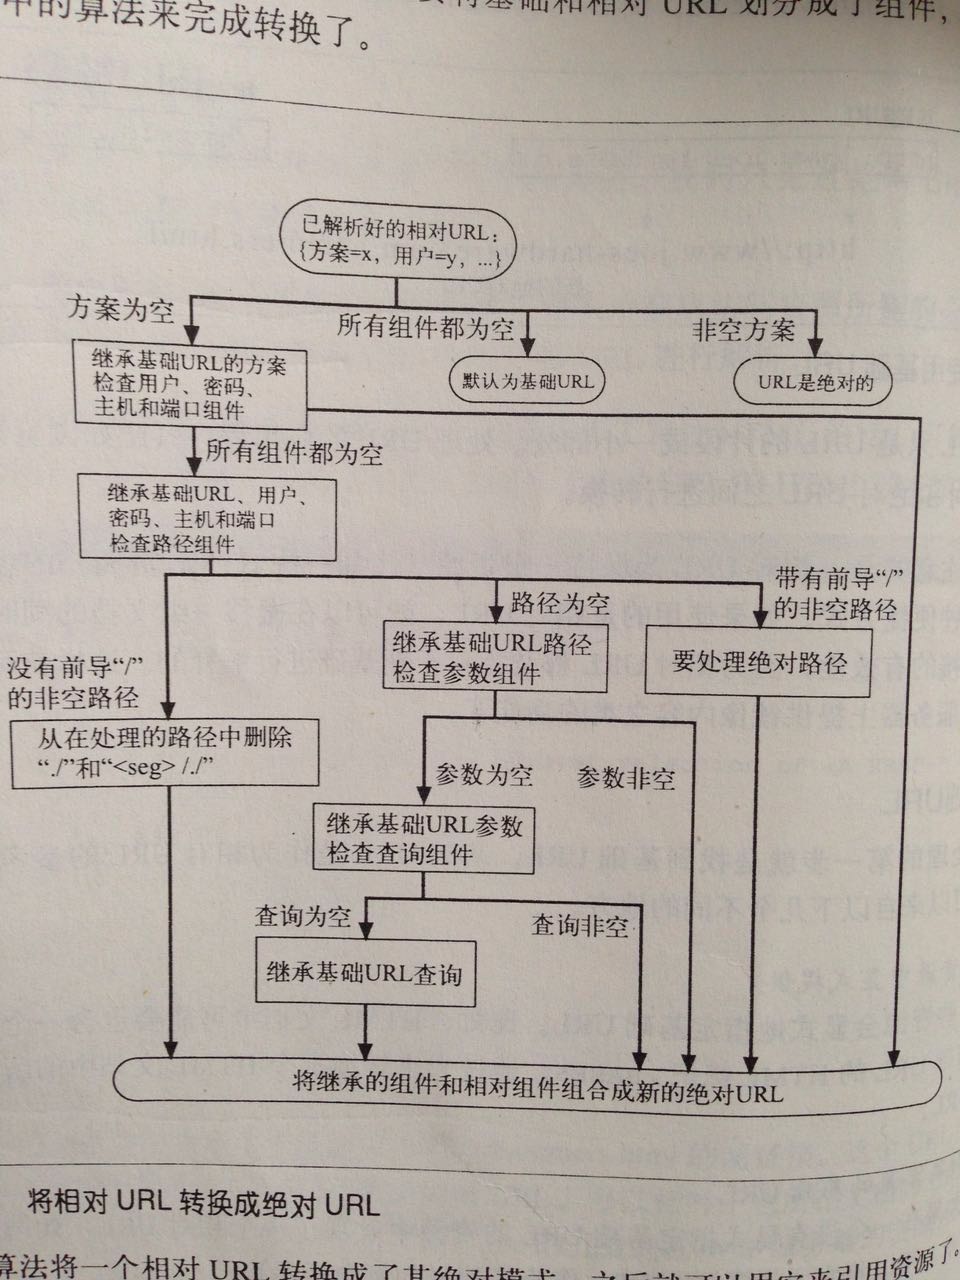 基础和相对 URL 划分成了组件，
中的算法来完成转换了。
已解析好的相对URL：
{方案=x，用户=y，...}
方案为空
所有组件都为空
非空方案
继承基础URL的方案
检查用户、密码、
主机和端口组件
默认为基础URL
URL是绝对的
所有组件都为空
继承基础URL、用户、
密码、主机和端口
检查路径组件
没有前导“/”
的非空路径
路径为空
带有前导“/”
的非空路径
继承基础URL路径
检查参数组件
要处理绝对路径
从在处理的路径中删除
“./”和“<seg> /./”
参数为空
参数非空
继承基础URL参数
检查查询组件
查询为空
查询非空
继承基础URL查询
将继承的组件和相对组件组合成新的绝对URL
将相对 URL 转换成绝对 URL
算法将一个相对 URL 转换成了其绝对模式，之后就可以用它来引用资源了。